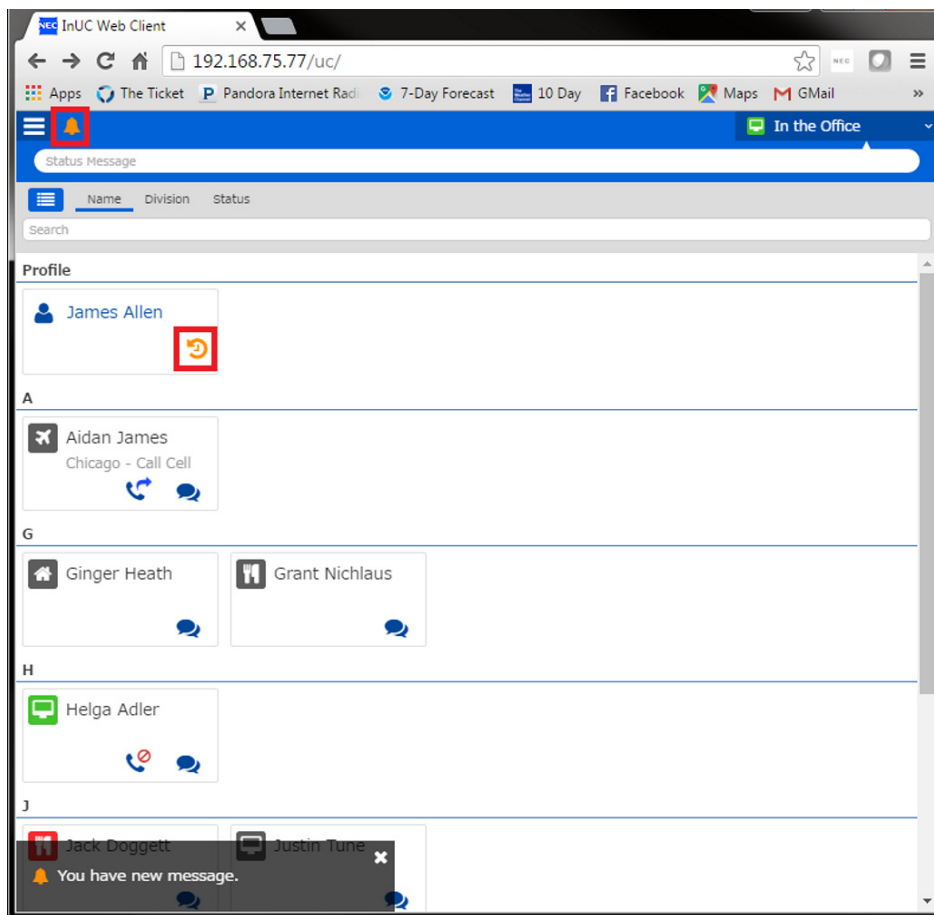 NEC InUC Web Client
192.168.75.77/uc/
NEC
Apps The Ticket P Pandora Internet Radi 7-Day Forecast 10 Day Facebook Maps GMail »
In the Office
Status Message
Name Division Status
Search
Profile
James Allen
A
Aidan James
Chicago - Call Cell
G
Ginger Heath Grant Nichlaus
H
Helga Adler
J
Jack Doggett Justin Tune
You have new message.